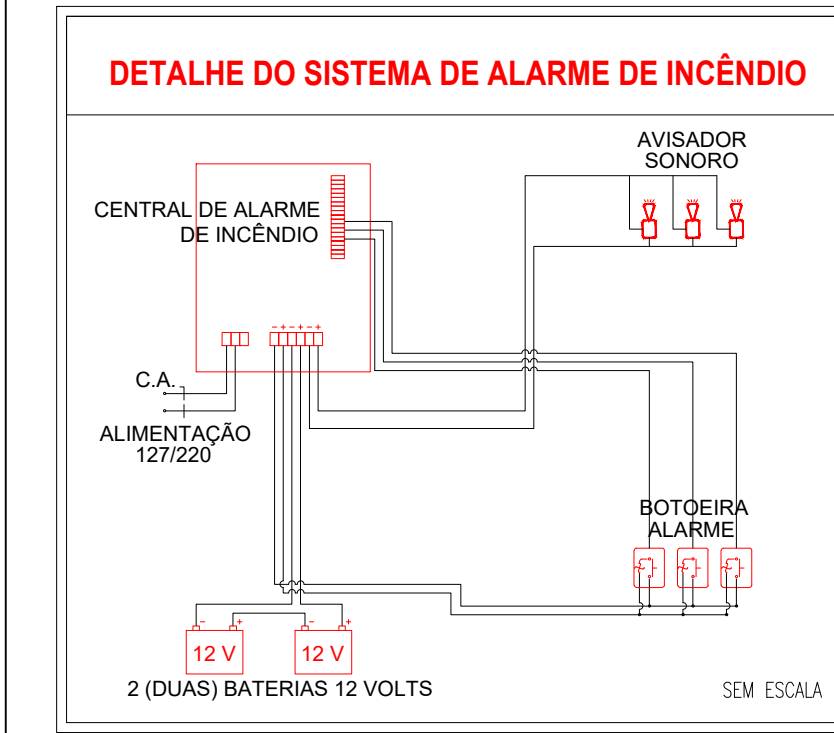 DETALHE DO SISTEMA DE ALARME DE INCÊNDIO
AVISADOR
SONORO
CENTRAL DE ALARME
DE INCÊNDIO
- + - + - +
C.A.
ALIMENTAÇÃO
127/220
BOTOEIRA
ALARME
- + - +
12 V 12 V
2 (DUAS) BATERIAS 12 VOLTS
SEM ESCALA